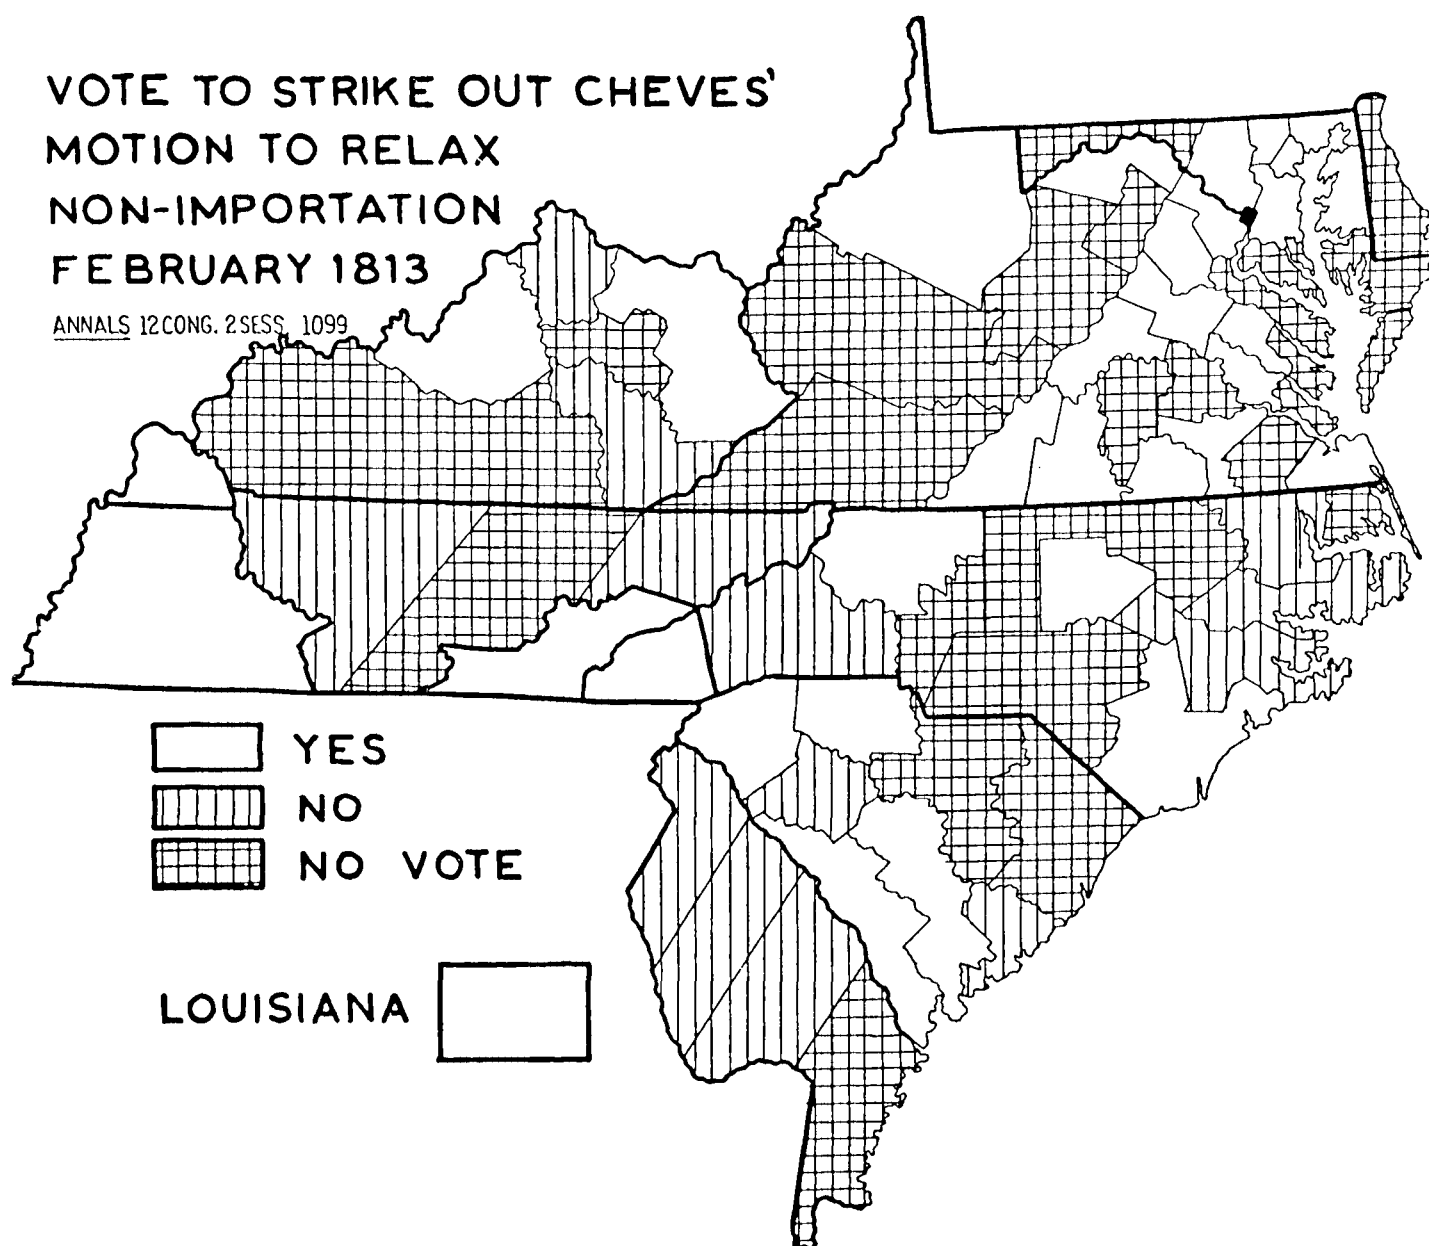 VOTE TO STRIKE OUT CHEVES'
MOTION TO RELAX
NON-IMPORTATION
FEBRUARY 1813
ANNALS 12 CONG. 2 SESS 1099
YES
NO
NO VOTE
LOUISIANA